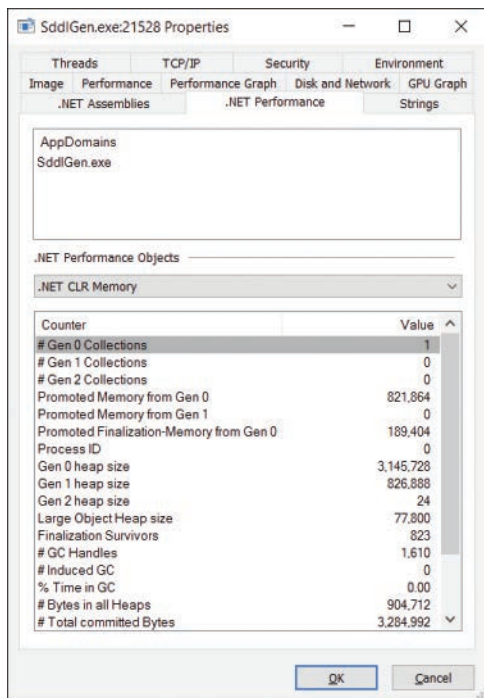 SddlGen.exe:21528 Properties
Threads TCP/IP Security Environment
Image Performance Performance Graph Disk and Network GPU Graph
.NET Assemblies .NET Performance Strings
AppDomains
SddlGen.exe
.NET Performance Objects
.NET CLR Memory
Counter Value
# Gen 0 Collections 1
# Gen 1 Collections 0
# Gen 2 Collections 0
Promoted Memory from Gen 0 821,864
Promoted Memory from Gen 1 0
Promoted Finalization-Memory from Gen 0 189,404
Process ID 0
Gen 0 heap size 3,145,728
Gen 1 heap size 826,888
Gen 2 heap size 24
Large Object Heap size 77,800
Finalization Survivors 823
# GC Handles 1,610
# Induced GC 0
% Time in GC 0.00
# Bytes in all Heaps 904,712
# Total committed Bytes 3,284,992
OK Cancel